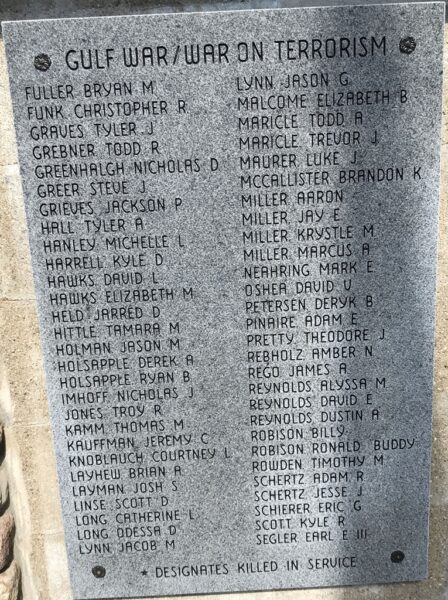 GULF WAR/WAR ON TERRORISM
FULLER BRYAN M
FUNK CHRISTOPHER R
GRAVES TYLER J
GREBNER TODD R
GREENHALGH NICHOLAS D
GREER STEVE J
GRIEVES JACKSON P
HALL TYLER A
HANLEY MICHELLE L
HARRELL KYLE D
HAWKS DAVID L
HAWKS ELIZABETH M
HELD JARRED D
HITTLE TAMARA M
HOLMAN JASON M
HOLSAPPLE DEREK A
HOLSAPPLE RYAN B
IMHOFF NICHOLAS J
JONES TROY R
KAMM THOMAS M
KAUFFMAN JEREMY C
KNOBLAUCH COURTNEY L
LAYHEW BRIAN A
LAYMAN JOSH S
LINSE SCOTT D
LONG CATHERINE L
LONG ODESSA D
LYNN JACOB M
LYNN JASON G
MALCOME ELIZABETH B
MARICLE TODD A
MARICLE TREVOR J
MAURER LUKE J
MCCALLISTER BRANDON K
MILLER AARON
MILLER JAY E
MILLER KRYSTLE M
MILLER MARCUS A
NEAHRING MARK E
OSHEA DAVID V
PETERSEN DERYK B
PINAIRE ADAM E
PRETTY THEODORE J
REBHOLZ AMBER N
REGO JAMES A
REYNOLDS ALYSSA M
REYNOLDS DAVID E
REYNOLDS DUSTIN A
ROBISON BILLY
ROBISON RONALD BUDDY
ROWDEN TIMOTHY M
SCHERTZ ADAM R
SCHERTZ JESSE J
SCHIERER ERIC G
SCOTT KYLE R
SEGLER EARL E III
★ DESIGNATES KILLED IN SERVICE